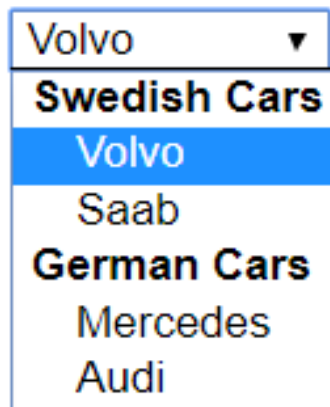 Volvo
Swedish Cars
Volvo
Saab
German Cars
Mercedes
Audi